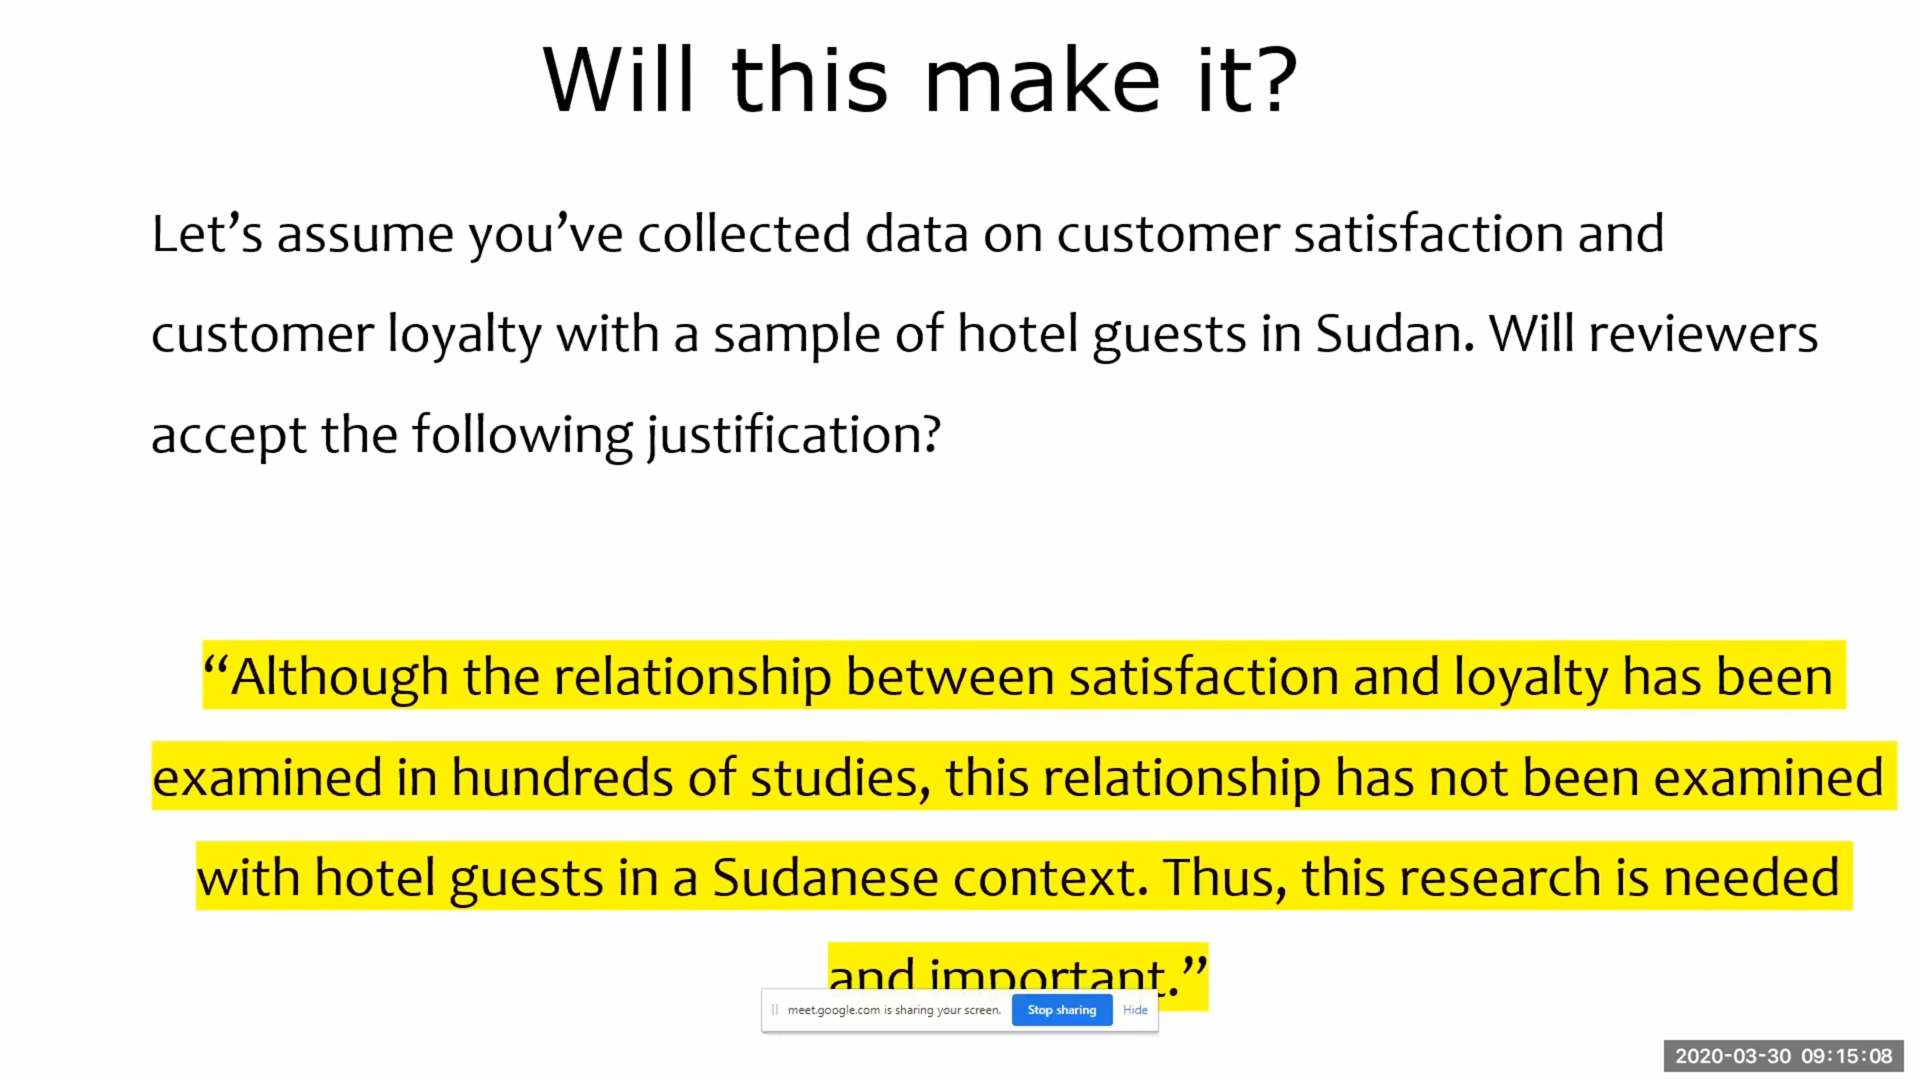 Will this make it?
Let’s assume you’ve collected data on customer satisfaction and
customer loyalty with a sample of hotel guests in Sudan. Will reviewers
accept the following justification?
“Although the relationship between satisfaction and loyalty has been
examined in hundreds of studies, this relationship has not been examined
with hotel guests in a Sudanese context. Thus, this research is needed
and important.”
meet.google.com is sharing your screen. Stop sharing Hide
2020-03-30 09:15:08